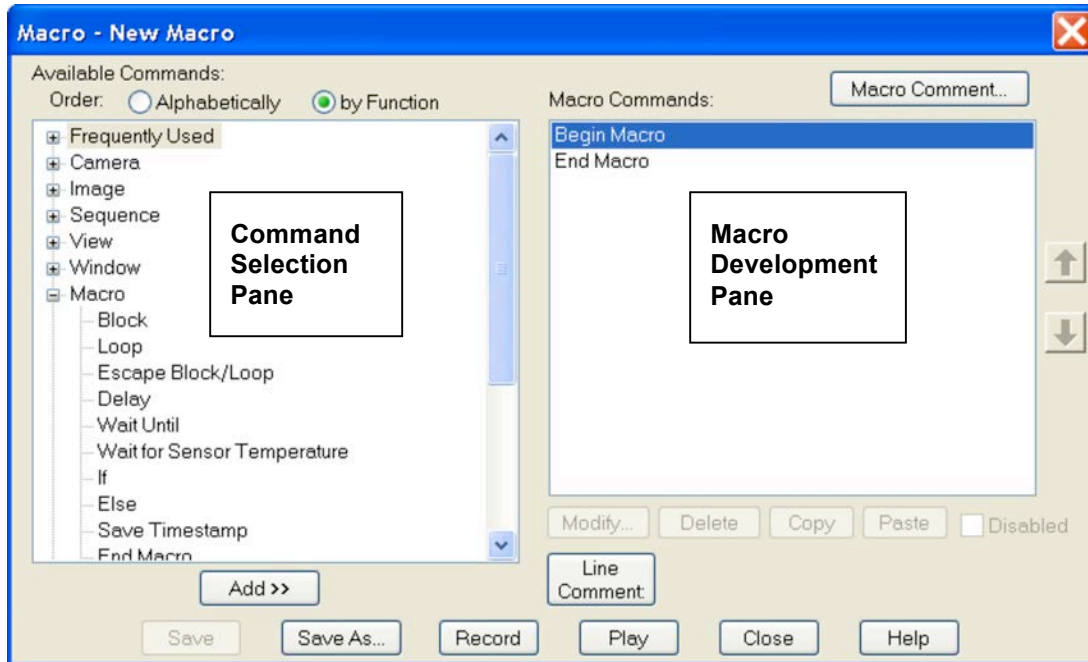 Macro - New Macro
Available Commands:
Order: Alphabetically by Function
Frequently Used
Camera
Image
Sequence
View
Window
Macro
Block
Loop
Escape Block/Loop
Delay
Wait Until
Wait for Sensor Temperature
If
Else
Save Timestamp
End Macro
Command
Selection
Pane
Add >>
Macro Commands:
Macro Comment...
Begin Macro
End Macro
Macro
Development
Pane
Modify... Delete Copy Paste Disabled
Line
Comment:
Save Save As... Record Play Close Help